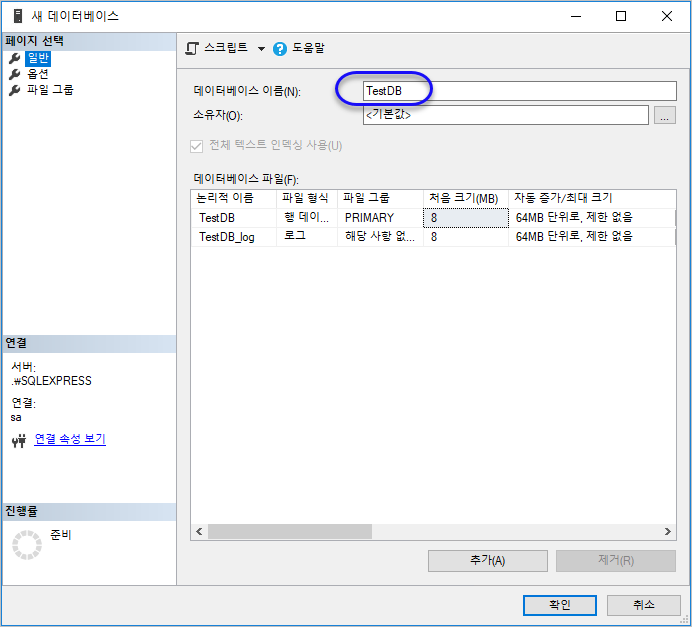 새 데이터베이스
페이지 선택
일반
옵션
파일 그룹
스크립트
도움말
데이터베이스 이름(N):
TestDB
소유자(O):
<기본값>
...
전체 텍스트 인덱싱 사용(U)
데이터베이스 파일(F):
논리적 이름 파일 형식 파일 그룹 처음 크기(MB) 자동 증가/최대 크기
TestDB 행 데이... PRIMARY 8 64MB 단위로, 제한 없음
TestDB_log 로그 해당 사항 없... 8 64MB 단위로, 제한 없음
연결
서버:
.₩SQLEXPRESS
연결:
sa
연결 속성 보기
진행률
준비
추가(A)
제거(R)
확인
취소